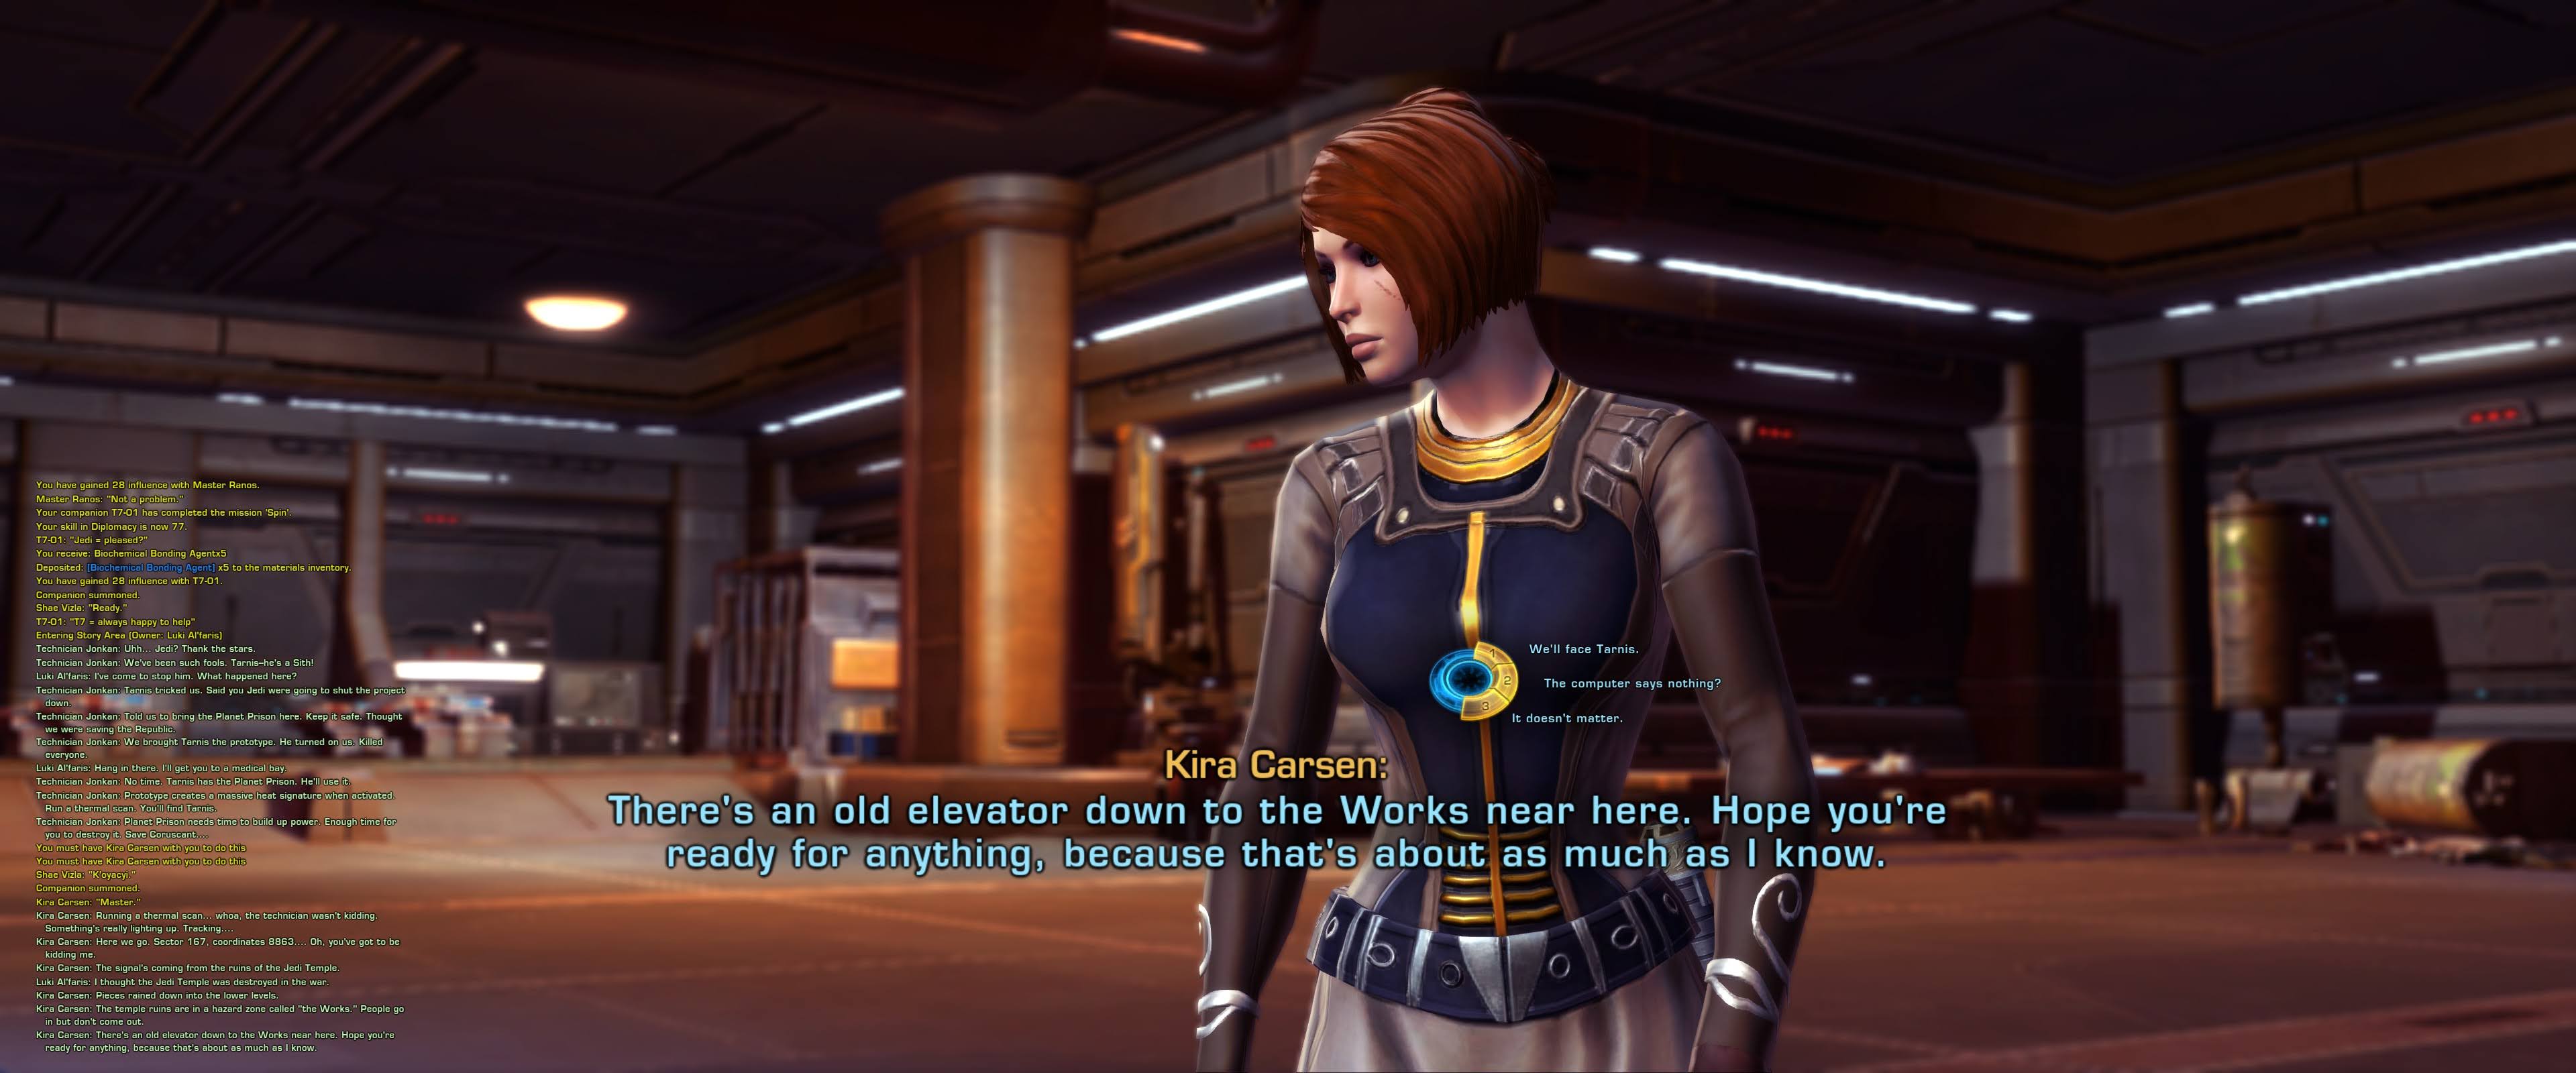 You have gained 28 influence with Master Ranos.
Master Ranos: "Not a problem."
Your companion T7-01 has completed the mission 'Spin'.
Your skill in Diplomacy is now 77.
T7-01: "Jedi = pleased?"
You receive: Biochemical Bonding Agentx5
Deposited: [Biochemical Bonding Agent] x5 to the materials inventory.
You have gained 28 influence with T7-01.
Companion summoned.
Shae Vizla: "Ready."
T7-01: "T7 = always happy to help"
Entering Story Area (Owner: Luki Al'faris)
Technician Jonkan: Uhh... Jedi? Thank the stars.
Technician Jonkan: We've been such fools. Tarnis—he's a Sith!
Luki Al'faris: I've come to stop him. What happened here?
Technician Jonkan: Tarnis tricked us. Said you Jedi were going to shut the project
down.
Technician Jonkan: Told us to bring the Planet Prison here. Keep it safe. Thought
we were saving the Republic.
Technician Jonkan: We brought Tarnis the prototype. He turned on us. Killed
everyone.
Luki Al'faris: Hang in there. I'll get you to a medical bay.
Technician Jonkan: No time. Tarnis has the Planet Prison. He'll use it.
Technician Jonkan: Prototype creates a massive heat signature when activated.
Run a thermal scan. You'll find Tarnis.
Technician Jonkan: Planet Prison needs time to build up power. Enough time for
you to destroy it. Save Coruscant....
You must have Kira Carsen with you to do this
You must have Kira Carsen with you to do this
Shae Vizla: "K'oyacyi."
Companion summoned.
Kira Carsen: "Master."
Kira Carsen: Running a thermal scan... whoa, the technician wasn't kidding.
Something's really lighting up. Tracking....
Kira Carsen: Here we go. Sector 167, coordinates 8863.... Oh, you've got to be
kidding me.
Kira Carsen: The signal's coming from the ruins of the Jedi Temple.
Luki Al'faris: I thought the Jedi Temple was destroyed in the war.
Kira Carsen: Pieces rained down into the lower levels.
Kira Carsen: The temple ruins are in a hazard zone called "the Works." People go
in but don't come out.
Kira Carsen: There's an old elevator down to the Works near here. Hope you're
ready for anything, because that's about as much as I know.
1 We'll face Tarnis.
2 The computer says nothing?
3 It doesn't matter.
Kira Carsen:
There's an old elevator down to the Works near here. Hope you're
ready for anything, because that's about as much as I know.